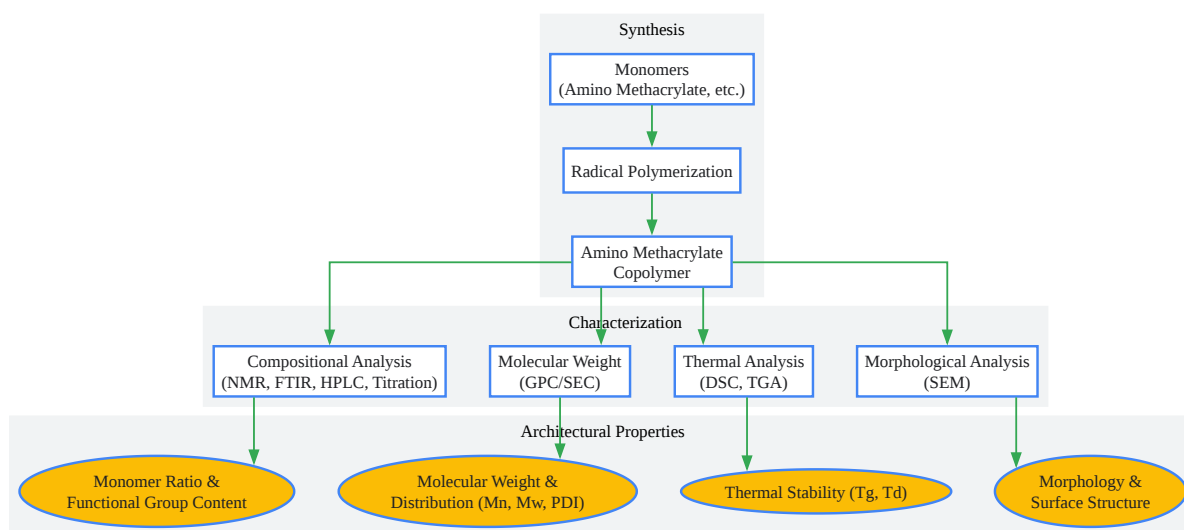 Synthesis
Monomers
(Amino Methacrylate, etc.)
Radical Polymerization
Amino Methacrylate
Copolymer
Characterization
Compositional Analysis
(NMR, FTIR, HPLC, Titration)
Molecular Weight
(GPC/SEC)
Thermal Analysis
(DSC, TGA)
Morphological Analysis
(SEM)
Architectural Properties
Monomer Ratio &
Functional Group Content
Molecular Weight &
Distribution (Mn, Mw, PDI)
Thermal Stability (Tg, Td)
Morphology &
Surface Structure